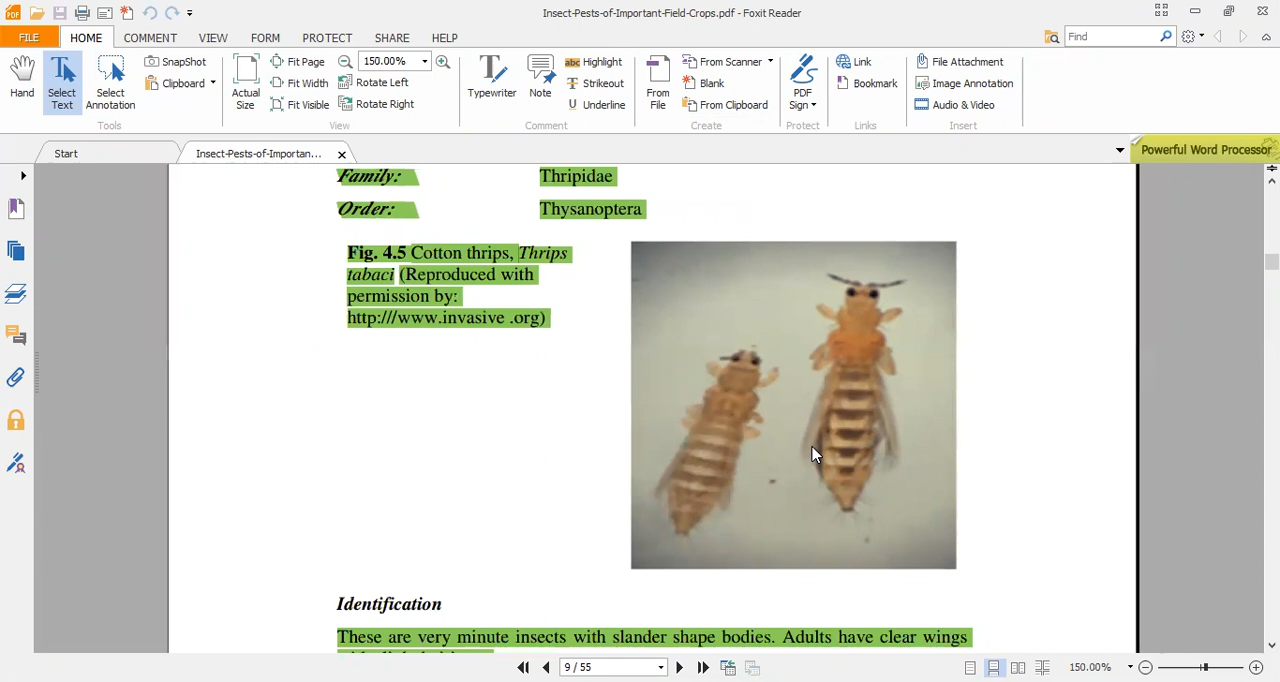 Insect-Pests-of-Important-Field-Crops.pdf - Foxit Reader
FILE HOME COMMENT VIEW FORM PROTECT SHARE HELP
Find
Hand
Select Text
Select Annotation
SnapShot
Clipboard
Tools
Actual Size
Fit Page
Fit Width
Fit Visible
150.00%
Rotate Left
Rotate Right
View
Typewriter
Note
Highlight
Strikeout
Underline
Comment
From File
From Scanner
Blank
From Clipboard
Create
PDF Sign
Protect
Link
Bookmark
Links
File Attachment
Image Annotation
Audio & Video
Insert
Start
Insect-Pests-of-Importan...
Powerful Word Processor
Family: Thripidae
Order: Thysanoptera
Fig. 4.5 Cotton thrips, Thrips
tabaci (Reproduced with
permission by:
http:///www.invasive .org)
Identification
These are very minute insects with slander shape bodies. Adults have clear wings
9 / 55
150.00%